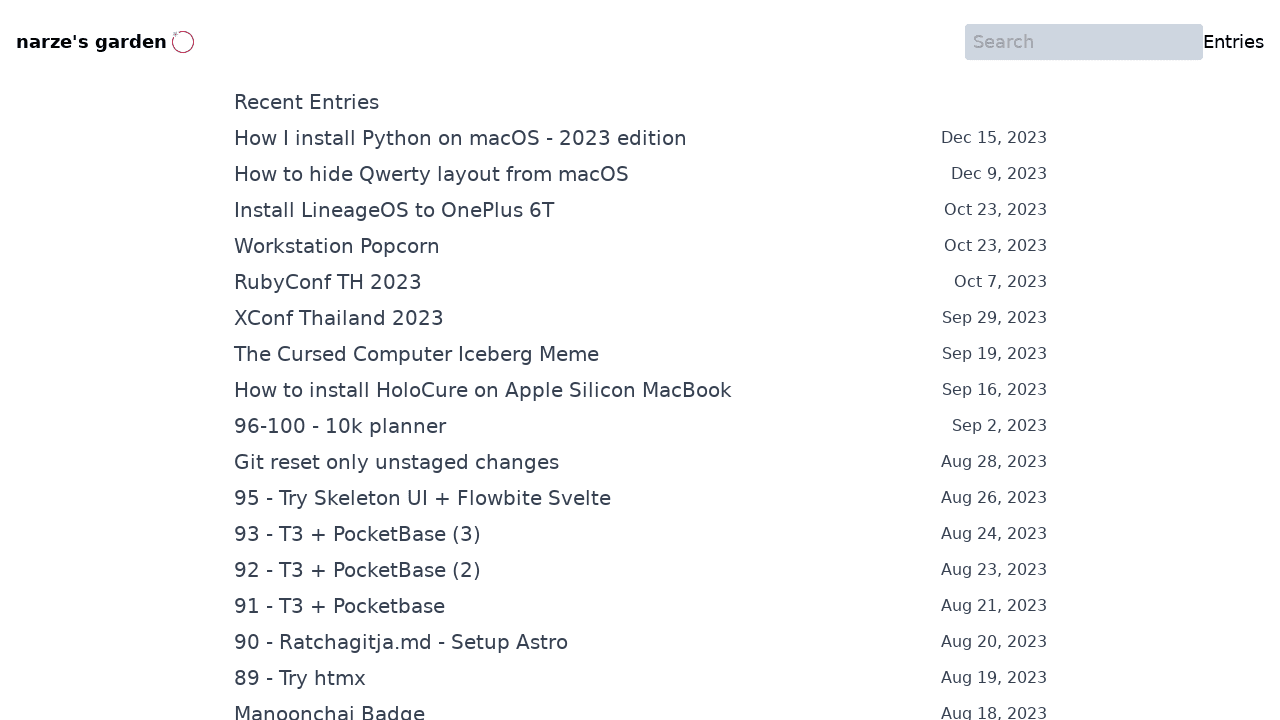 narze's garden
Search
Entries
Recent Entries
How I install Python on macOS - 2023 edition Dec 15, 2023
How to hide Qwerty layout from macOS Dec 9, 2023
Install LineageOS to OnePlus 6T Oct 23, 2023
Workstation Popcorn Oct 23, 2023
RubyConf TH 2023 Oct 7, 2023
XConf Thailand 2023 Sep 29, 2023
The Cursed Computer Iceberg Meme Sep 19, 2023
How to install HoloCure on Apple Silicon MacBook Sep 16, 2023
96-100 - 10k planner Sep 2, 2023
Git reset only unstaged changes Aug 28, 2023
95 - Try Skeleton UI + Flowbite Svelte Aug 26, 2023
93 - T3 + PocketBase (3) Aug 24, 2023
92 - T3 + PocketBase (2) Aug 23, 2023
91 - T3 + Pocketbase Aug 21, 2023
90 - Ratchagitja.md - Setup Astro Aug 20, 2023
89 - Try htmx Aug 19, 2023
Manoonchai Badge Aug 18, 2023